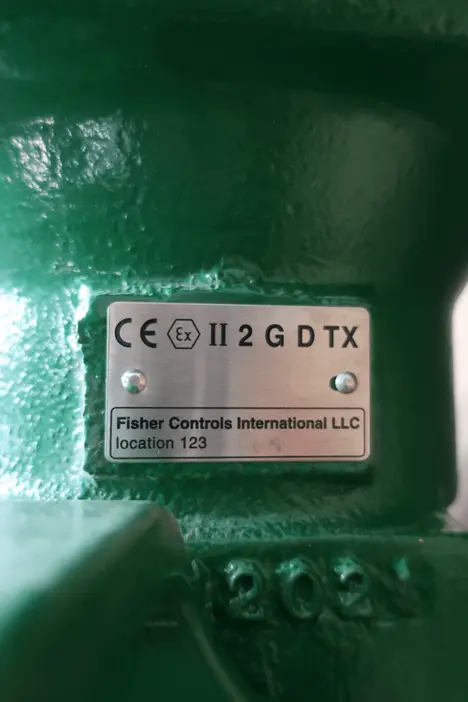 CE Ex II 2 G D TX
Fisher Controls International LLC
location 123
202